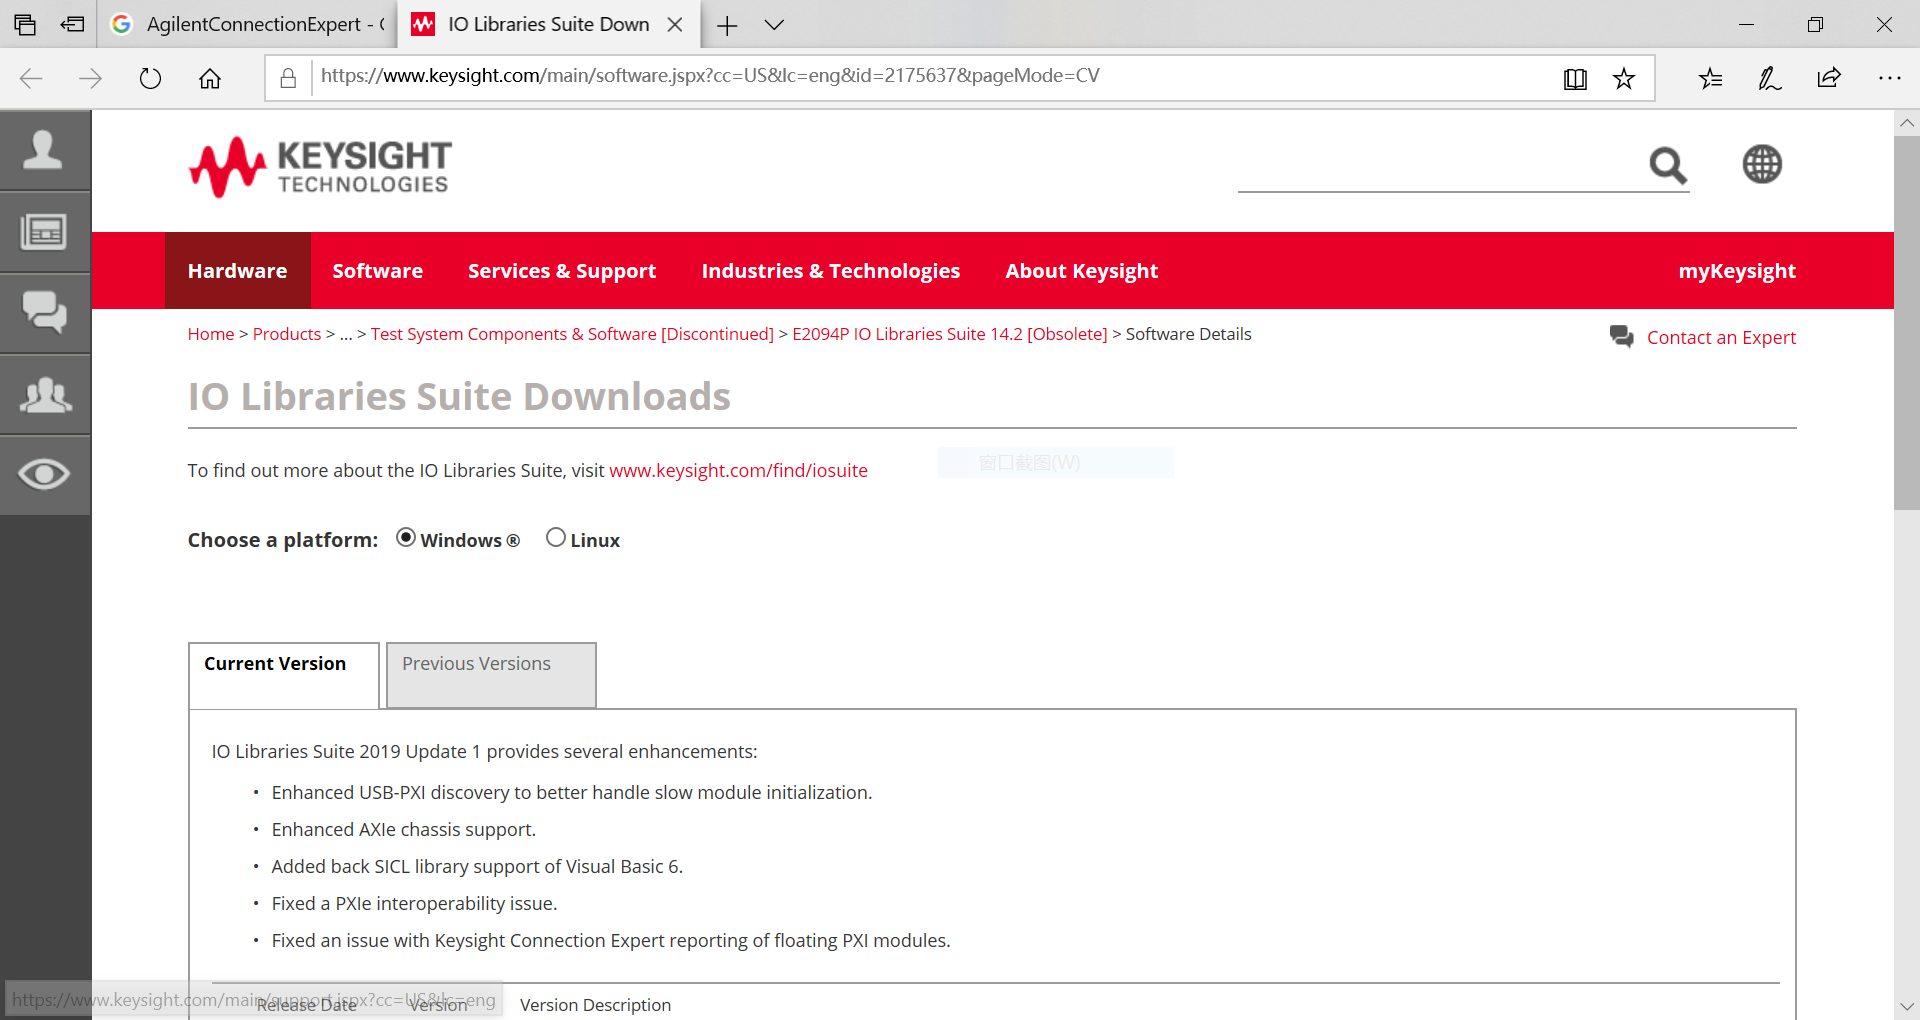 AgilentConnectionExpert - (
IO Libraries Suite Down
https://www.keysight.com/main/software.jspx?cc=US&lc=eng&id=2175637&pageMode=CV
KEYSIGHT
TECHNOLOGIES
Hardware Software Services & Support Industries & Technologies About Keysight myKeysight
Home > Products > ... > Test System Components & Software [Discontinued] > E2094P IO Libraries Suite 14.2 [Obsolete] > Software Details
Contact an Expert
IO Libraries Suite Downloads
窗口截图(W)
To find out more about the IO Libraries Suite, visit www.keysight.com/find/iosuite
Choose a platform: Windows ® Linux
Current Version Previous Versions
IO Libraries Suite 2019 Update 1 provides several enhancements:
• Enhanced USB-PXI discovery to better handle slow module initialization.
• Enhanced AXIe chassis support.
• Added back SICL library support of Visual Basic 6.
• Fixed a PXIe interoperability issue.
• Fixed an issue with Keysight Connection Expert reporting of floating PXI modules.
https://www.keysight.com/main/support.jspx?cc=US&lc=eng
Release Date Version Version Description